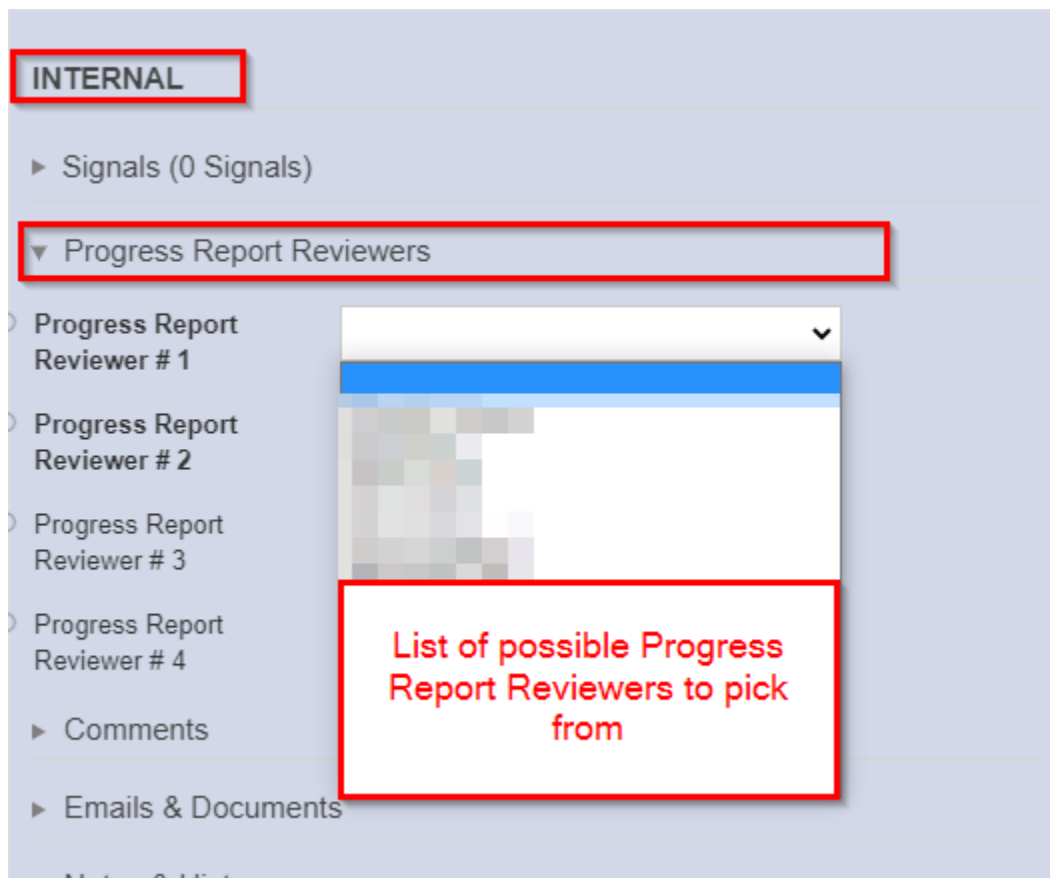 INTERNAL
Signals (0 Signals)
Progress Report Reviewers
Progress Report
Reviewer # 1
Progress Report
Reviewer # 2
Progress Report
Reviewer # 3
Progress Report
Reviewer # 4
List of possible Progress
Report Reviewers to pick
from
Comments
Emails & Documents